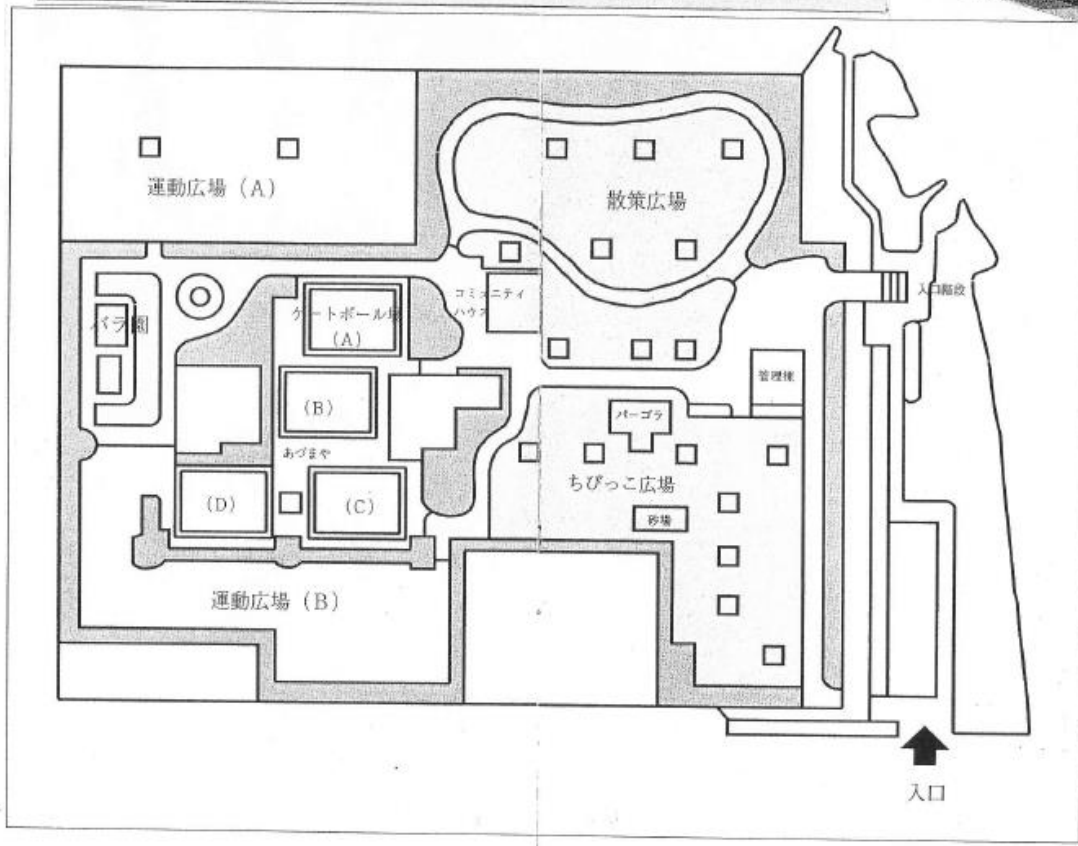 運動広場（A）
散策広場
バラ園
コミュニティ
ハウス
ゲートボール場
（A）
入口階段
管理棟
（B）
パーゴラ
あづまや
ちびっこ広場
（D）
（C）
砂場
運動広場（B）
入口